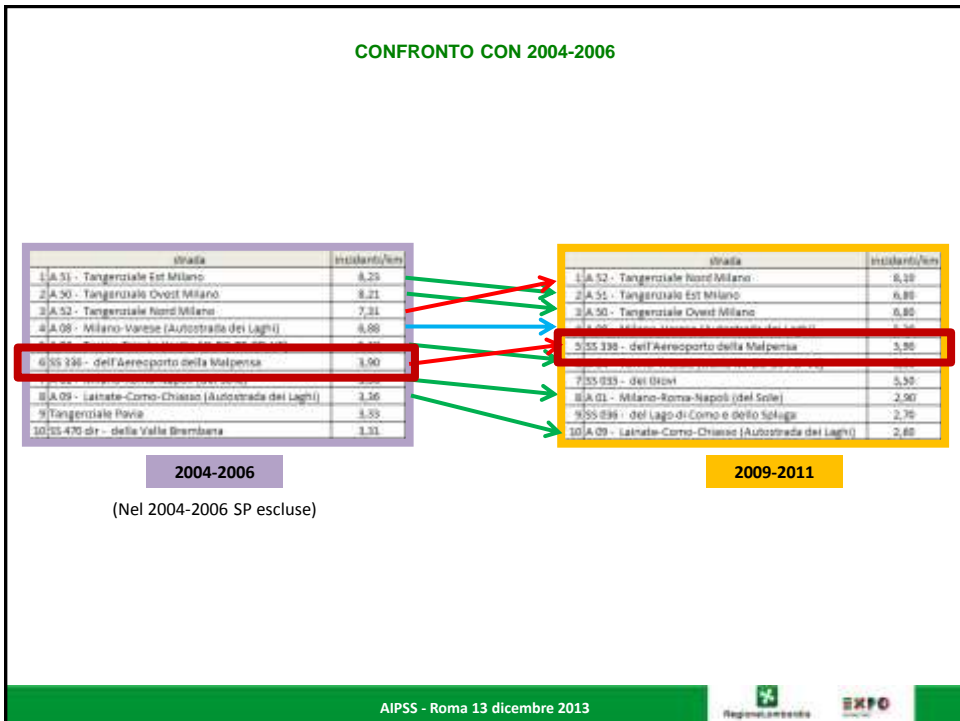 CONFRONTO CON 2004-2006
strada incidenti/km
1 A 51 - Tangenziale Est Milano 8,23
2 A 50 - Tangenziale Ovest Milano 8,21
3 A 52 - Tangenziale Nord Milano 7,31
4 A 08 - Milano-Varese (Autostrada dei Laghi) 6,88
6 SS 336 - dell'Aereoporto della Malpensa 3,90
8 A 09 - Lainate-Como-Chiasso (Autostrada dei Laghi) 3,36
9 Tangenziale Pavia 3,33
10 SS 470 dir - della Valle Brembana 3,31
2004-2006
(Nel 2004-2006 SP escluse)
strada incidenti/km
1 A 52 - Tangenziale Nord Milano 8,10
2 A 51 - Tangenziale Est Milano 6,80
3 A 50 - Tangenziale Ovest Milano 6,80
5 SS 336 - dell'Aereoporto della Malpensa 3,90
7 SS 035 - dei Giovi
8 A 01 - Milano-Roma-Napoli (del Sole) 2,90
9 SS 036 - del Lago di Como e dello Spluga 2,70
10 A 09 - Lainate-Como-Chiasso (Autostrada dei Laghi) 2,60
2009-2011
AIPSS - Roma 13 dicembre 2013
RegioneLombardia
EXPO